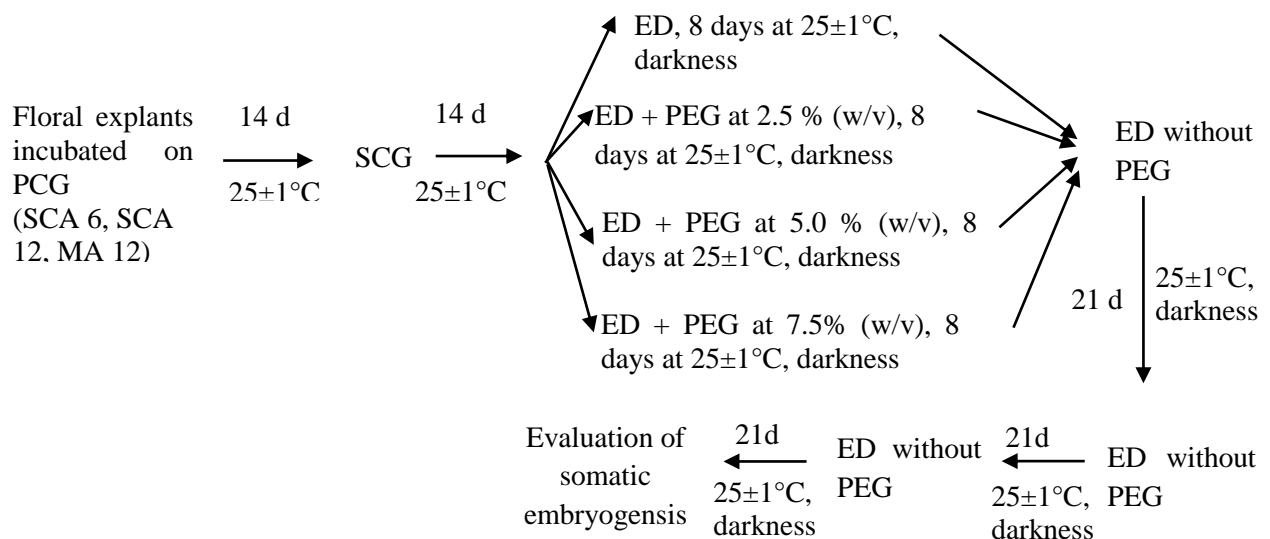 Floral explants
incubated on
PCG
(SCA 6, SCA
12, MA 12)
14 d
25±1°C
SCG
14 d
25±1°C
ED, 8 days at 25±1°C,
darkness
ED + PEG at 2.5 % (w/v), 8
days at 25±1°C, darkness
ED + PEG at 5.0 % (w/v), 8
days at 25±1°C, darkness
ED + PEG at 7.5% (w/v), 8
days at 25±1°C, darkness
ED without
PEG
21 d
25±1°C,
darkness
ED without
PEG
21d
25±1°C,
darkness
ED without
PEG
21d
25±1°C,
darkness
Evaluation of
somatic
embryogensis